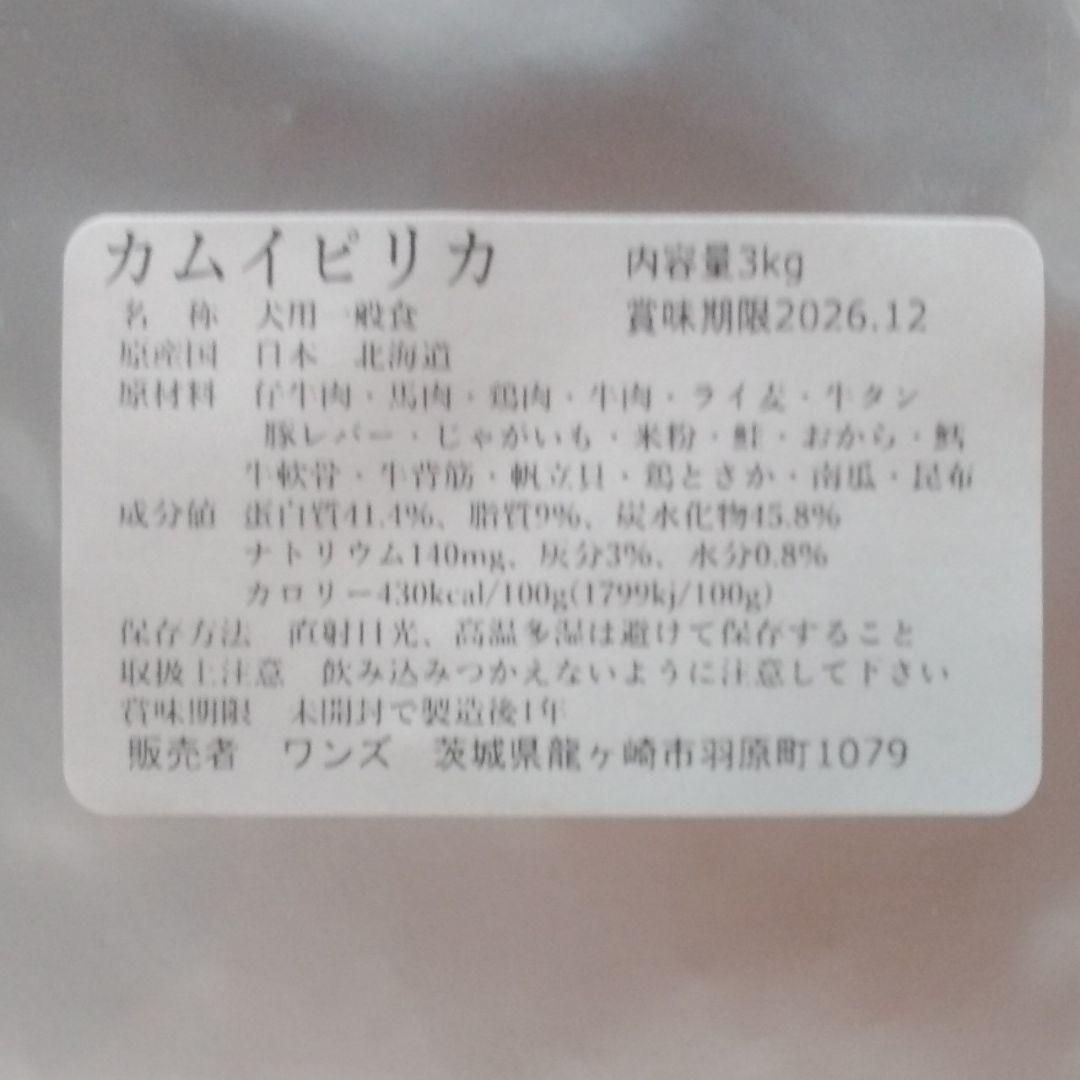 カムイピリカ 内容量3kg
名　称　犬用一般食 賞味期限2026.12
原産国　日本　北海道
原材料　仔牛肉・馬肉・鶏肉・牛肉・ライ麦・牛タン
豚レバー・じゃがいも・米粉・鮭・おから・鱈
牛軟骨・牛背筋・帆立貝・鶏とさか・南瓜・昆布
成分値　蛋白質41.4%、脂質9%、炭水化物45.8%
ナトリウム140mg、灰分3%、水分0.8%
カロリー430kcal/100g(1799kj/100g)
保存方法　直射日光、高温多湿は避けて保存すること
取扱上注意　飲み込みつかえないように注意して下さい
賞味期限　未開封で製造後1年
販売者　ワンズ　茨城県龍ヶ崎市羽原町1079